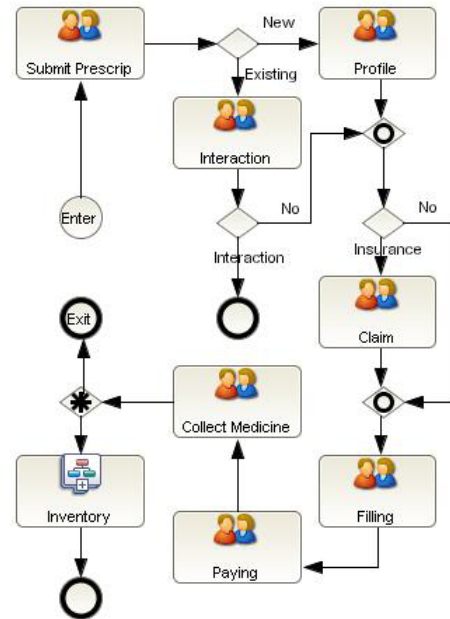 New
Submit Prescrip
Profile
Existing
Interaction
Enter
No
No
Interaction
Insurance
Exit
Claim
Collect Medicine
Inventory
Filling
Paying